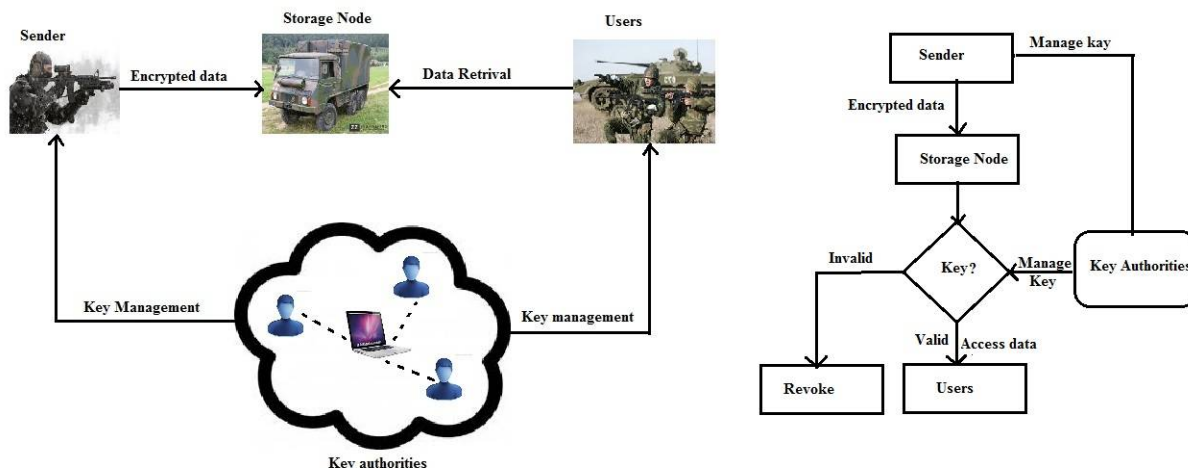 Storage Node
Users
Sender
Encrypted data
Data Retrival
Key Management
Key management
Key authorities
Sender
Manage kay
Encrypted data
Storage Node
Key?
Invalid
Manage
Key
Key Authorities
Valid
Access data
Revoke
Users